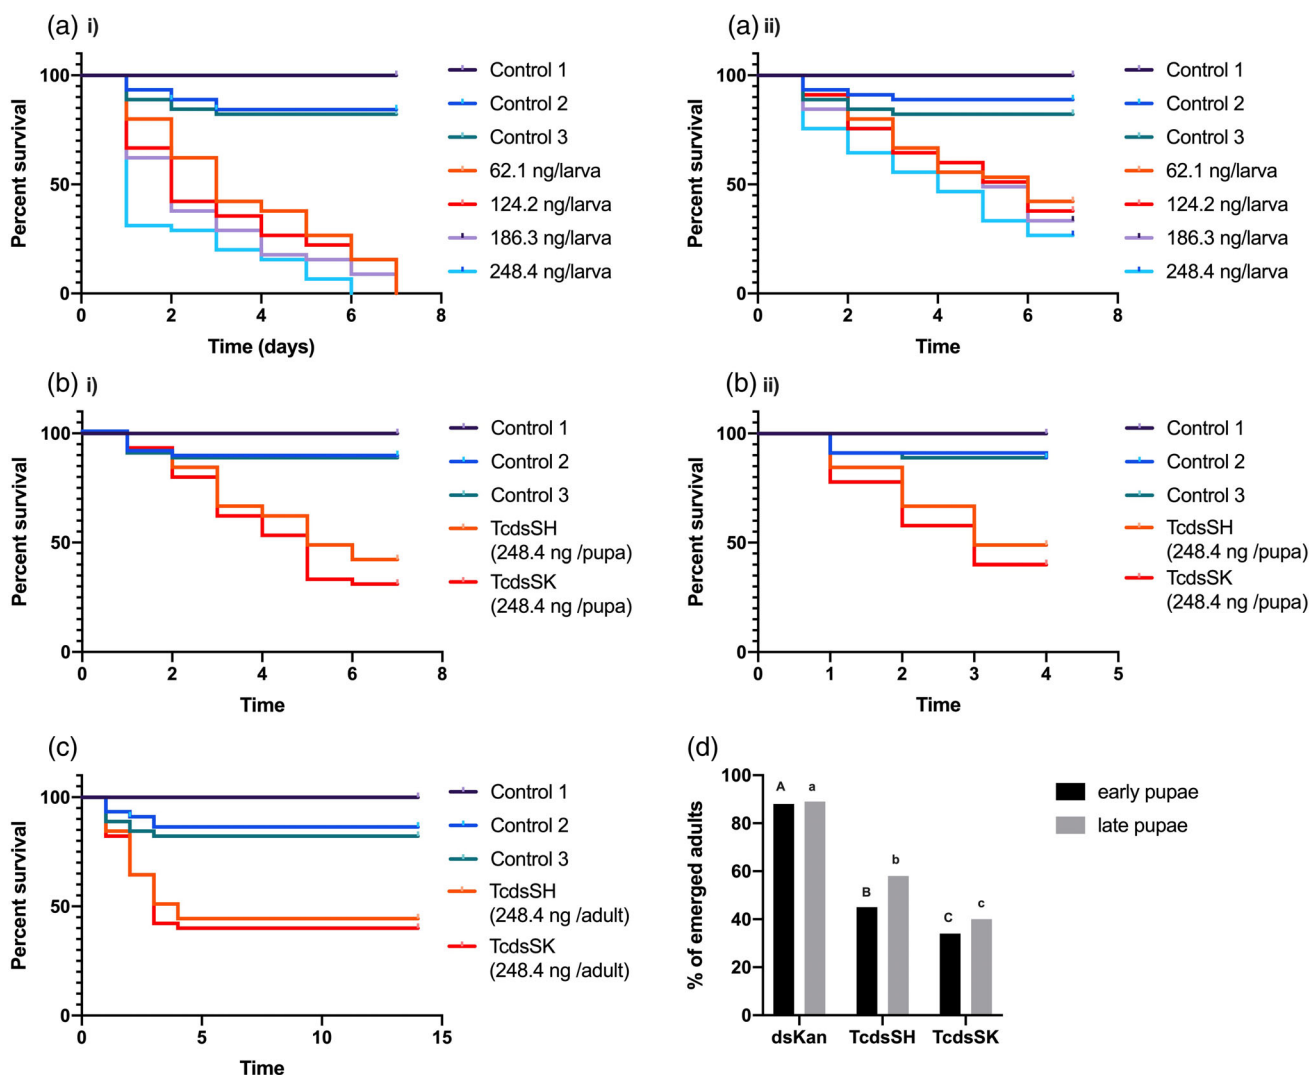 (a) i)
100
50
0
0 2 4 6 8
Percent survival
Time (days)
Control 1
Control 2
Control 3
62.1 ng/larva
124.2 ng/larva
186.3 ng/larva
248.4 ng/larva
(a) ii)
100
50
0
0 2 4 6 8
Percent survival
Time
Control 1
Control 2
Control 3
62.1 ng/larva
124.2 ng/larva
186.3 ng/larva
248.4 ng/larva
(b) i)
100
50
0
0 2 4 6 8
Percent survival
Time
Control 1
Control 2
Control 3
TcdsSH
(248.4 ng /pupa)
TcdsSK
(248.4 ng /pupa)
(b) ii)
100
50
0
0 1 2 3 4 5
Percent survival
Time
Control 1
Control 2
Control 3
TcdsSH
(248.4 ng /pupa)
TcdsSK
(248.4 ng /pupa)
(c)
100
50
0
0 5 10 15
Percent survival
Time
Control 1
Control 2
Control 3
TcdsSH
(248.4 ng /adult)
TcdsSK
(248.4 ng /adult)
(d)
100
80
60
40
20
0
% of emerged adults
A a
B b
C c
dsKan TcdsSH TcdsSK
early pupae
late pupae